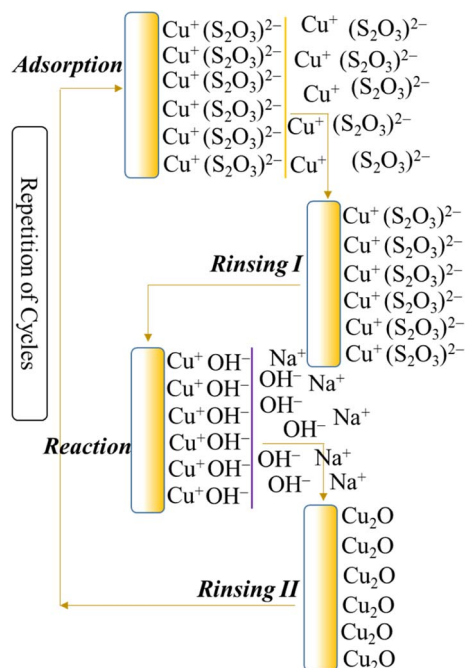 Adsorption
Cu⁺ (S₂O₃)²⁻
Cu⁺ (S₂O₃)²⁻
Cu⁺ (S₂O₃)²⁻
Cu⁺ (S₂O₃)²⁻
Cu⁺ (S₂O₃)²⁻
Cu⁺ (S₂O₃)²⁻
Cu⁺ (S₂O₃)²⁻
Cu⁺ (S₂O₃)²⁻
Cu⁺ (S₂O₃)²⁻
Cu⁺ (S₂O₃)²⁻
Cu⁺ (S₂O₃)²⁻
Repetition of Cycles
Rinsing I
Cu⁺ (S₂O₃)²⁻
Cu⁺ (S₂O₃)²⁻
Cu⁺ (S₂O₃)²⁻
Cu⁺ (S₂O₃)²⁻
Cu⁺ (S₂O₃)²⁻
Cu⁺ (S₂O₃)²⁻
Reaction
Cu⁺ OH⁻
Cu⁺ OH⁻
Cu⁺ OH⁻
Cu⁺ OH⁻
Cu⁺ OH⁻
Cu⁺ OH⁻
Na⁺
OH⁻ Na⁺
OH⁻
OH⁻ Na⁺
OH⁻ Na⁺
OH⁻ Na⁺
Rinsing II
Cu₂O
Cu₂O
Cu₂O
Cu₂O
Cu₂O
Cu₂O